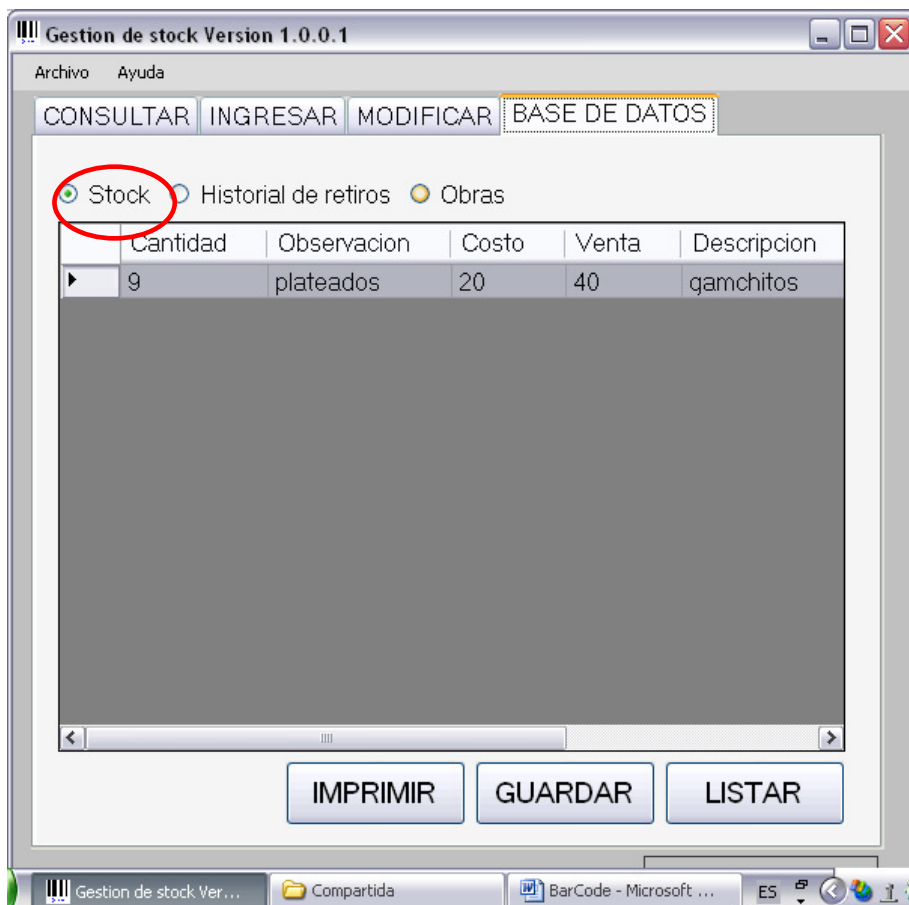 Gestion de stock Version 1.0.0.1
Archivo Ayuda
CONSULTAR INGRESAR MODIFICAR BASE DE DATOS
Stock Historial de retiros Obras
Cantidad Observacion Costo Venta Descripcion
9 plateados 20 40 gamchitos
IMPRIMIR GUARDAR LISTAR
Gestion de stock Ver... Compartida BarCode - Microsoft ... ES